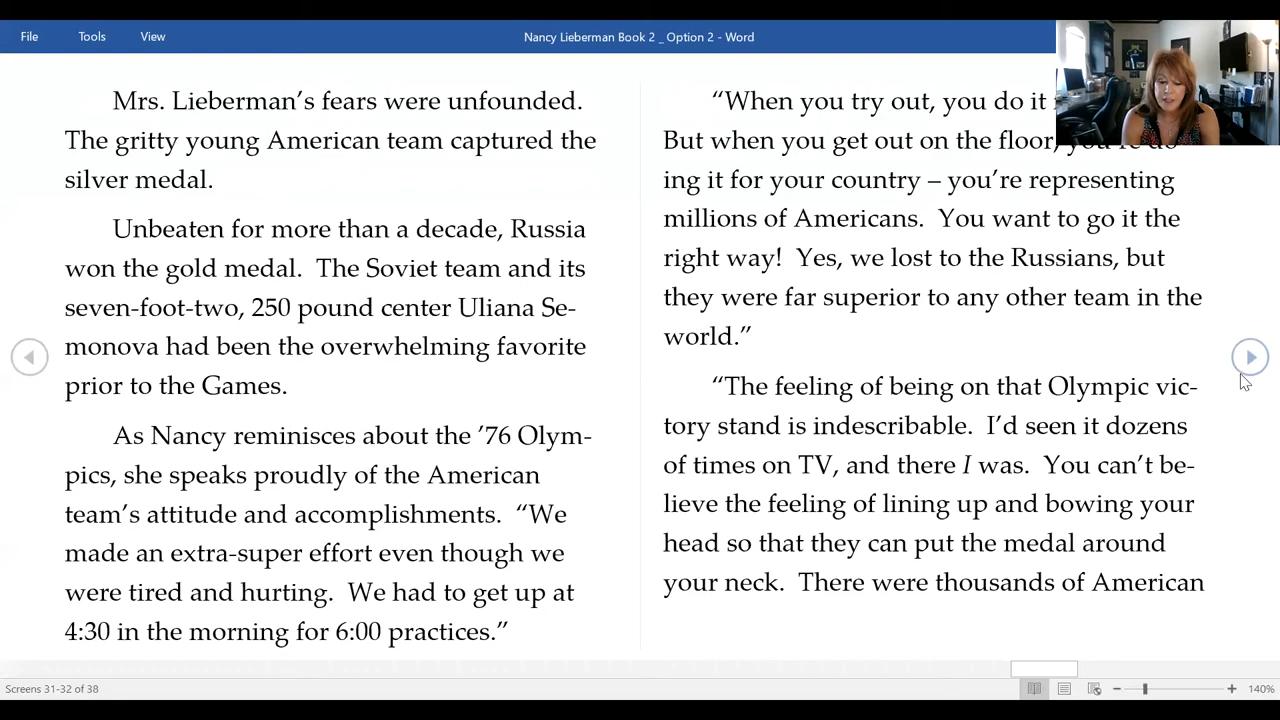 File Tools View Nancy Lieberman Book 2 _ Option 2 - Word
Mrs. Lieberman’s fears were unfounded.
The gritty young American team captured the
silver medal.
Unbeaten for more than a decade, Russia
won the gold medal. The Soviet team and its
seven-foot-two, 250 pound center Uliana Se-
monova had been the overwhelming favorite
prior to the Games.
As Nancy reminisces about the ’76 Olym-
pics, she speaks proudly of the American
team’s attitude and accomplishments. “We
made an extra-super effort even though we
were tired and hurting. We had to get up at
4:30 in the morning for 6:00 practices.”
“When you try out, you do it
But when you get out on the floor,
ing it for your country – you’re representing
millions of Americans. You want to go it the
right way! Yes, we lost to the Russians, but
they were far superior to any other team in the
world.”
“The feeling of being on that Olympic vic-
tory stand is indescribable. I’d seen it dozens
of times on TV, and there I was. You can’t be-
lieve the feeling of lining up and bowing your
head so that they can put the medal around
your neck. There were thousands of American
Screens 31-32 of 38
140%